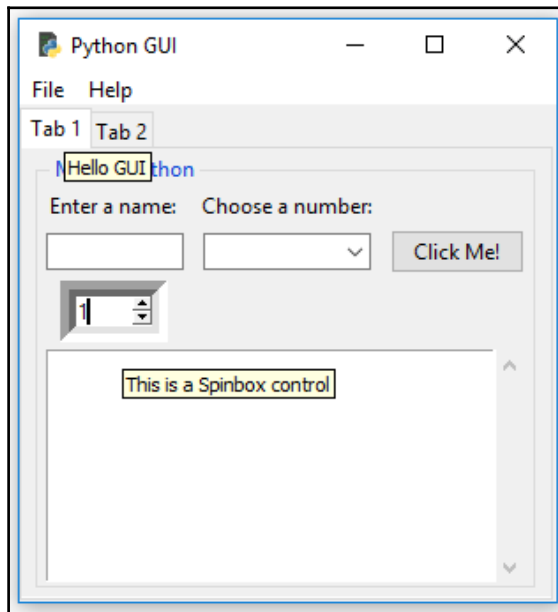 Python GUI
File Help
Tab 1 Tab 2
Hello GUI thon
Enter a name: Choose a number:
Click Me!
1
This is a Spinbox control